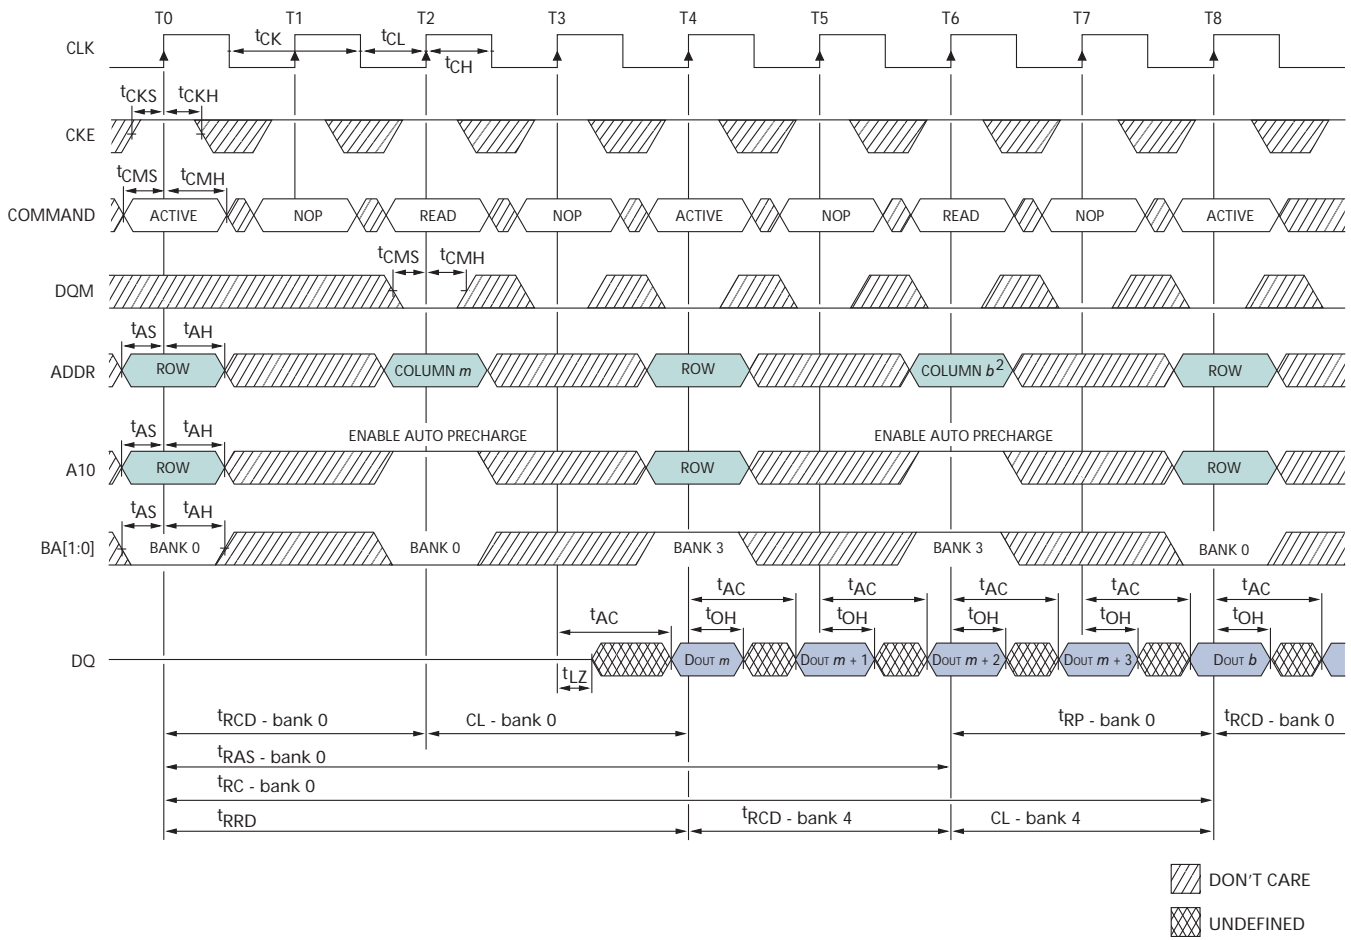 T0 T1 T2 T3 T4 T5 T6 T7 T8
CLK tCK tCL tCH
tCKS tCKH
CKE
tCMS tCMH
COMMAND ACTIVE NOP READ NOP ACTIVE NOP READ NOP ACTIVE
tCMS tCMH
DQM
tAS tAH
ADDR ROW COLUMN m ROW COLUMN b2 ROW
tAS tAH ENABLE AUTO PRECHARGE ENABLE AUTO PRECHARGE
A10 ROW ROW ROW
tAS tAH
BA[1:0] BANK 0 BANK 0 BANK 3 BANK 3 BANK 0
tAC tAC tAC tAC tAC tAC
tOH tOH tOH tOH tOH
DQ DOUT m DOUT m + 1 DOUT m + 2 DOUT m + 3 DOUT b
tLZ
tRCD - bank 0 CL - bank 0 tRP - bank 0 tRCD - bank 0
tRAS - bank 0
tRC - bank 0
tRRD tRCD - bank 4 CL - bank 4
DON'T CARE
UNDEFINED